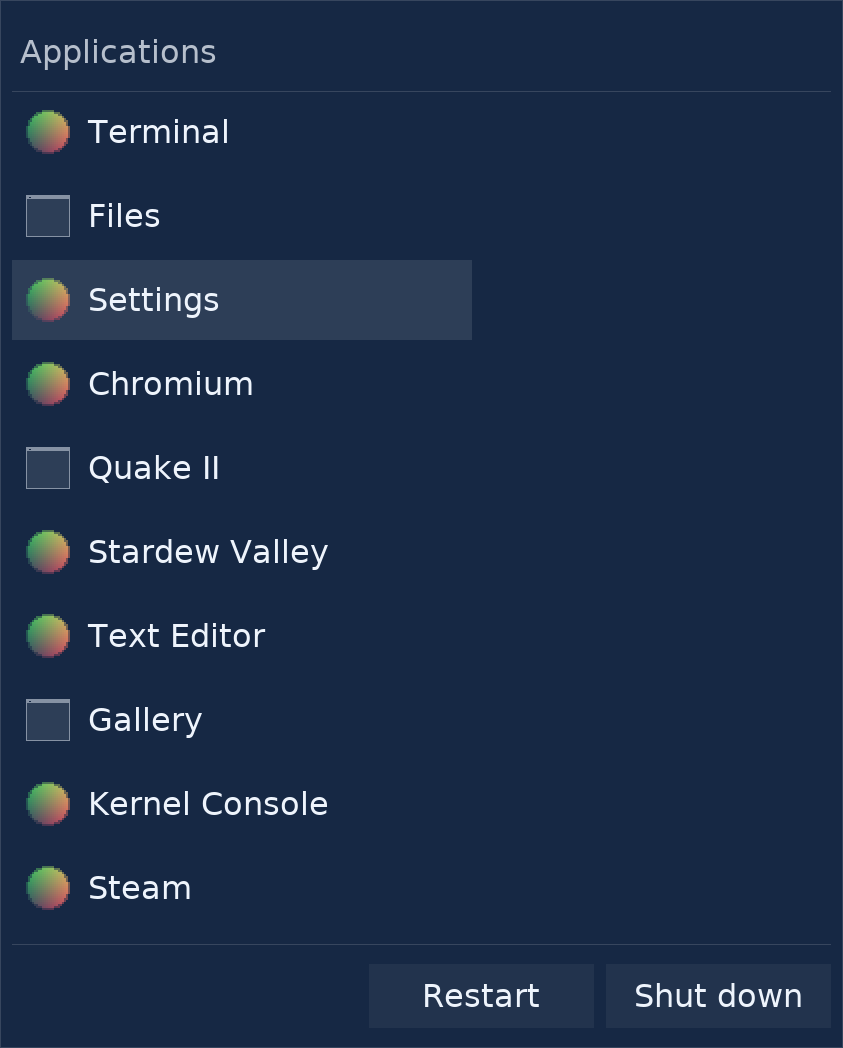 Applications
Terminal
Files
Settings
Chromium
Quake II
Stardew Valley
Text Editor
Gallery
Kernel Console
Steam
Restart Shut down